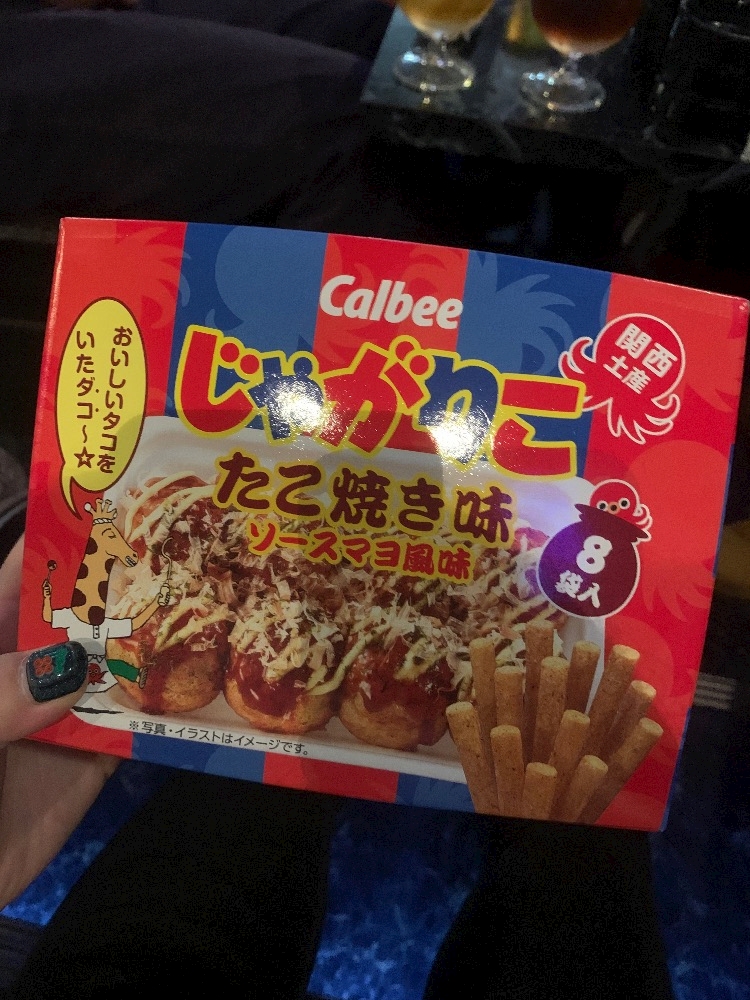 Calbee
じゃがりこ
たこ焼き味
ソースマヨ風味
関西
土産
おいしいタコを
いたダコ〜☆
8
袋入
※写真・イラストはイメージです。